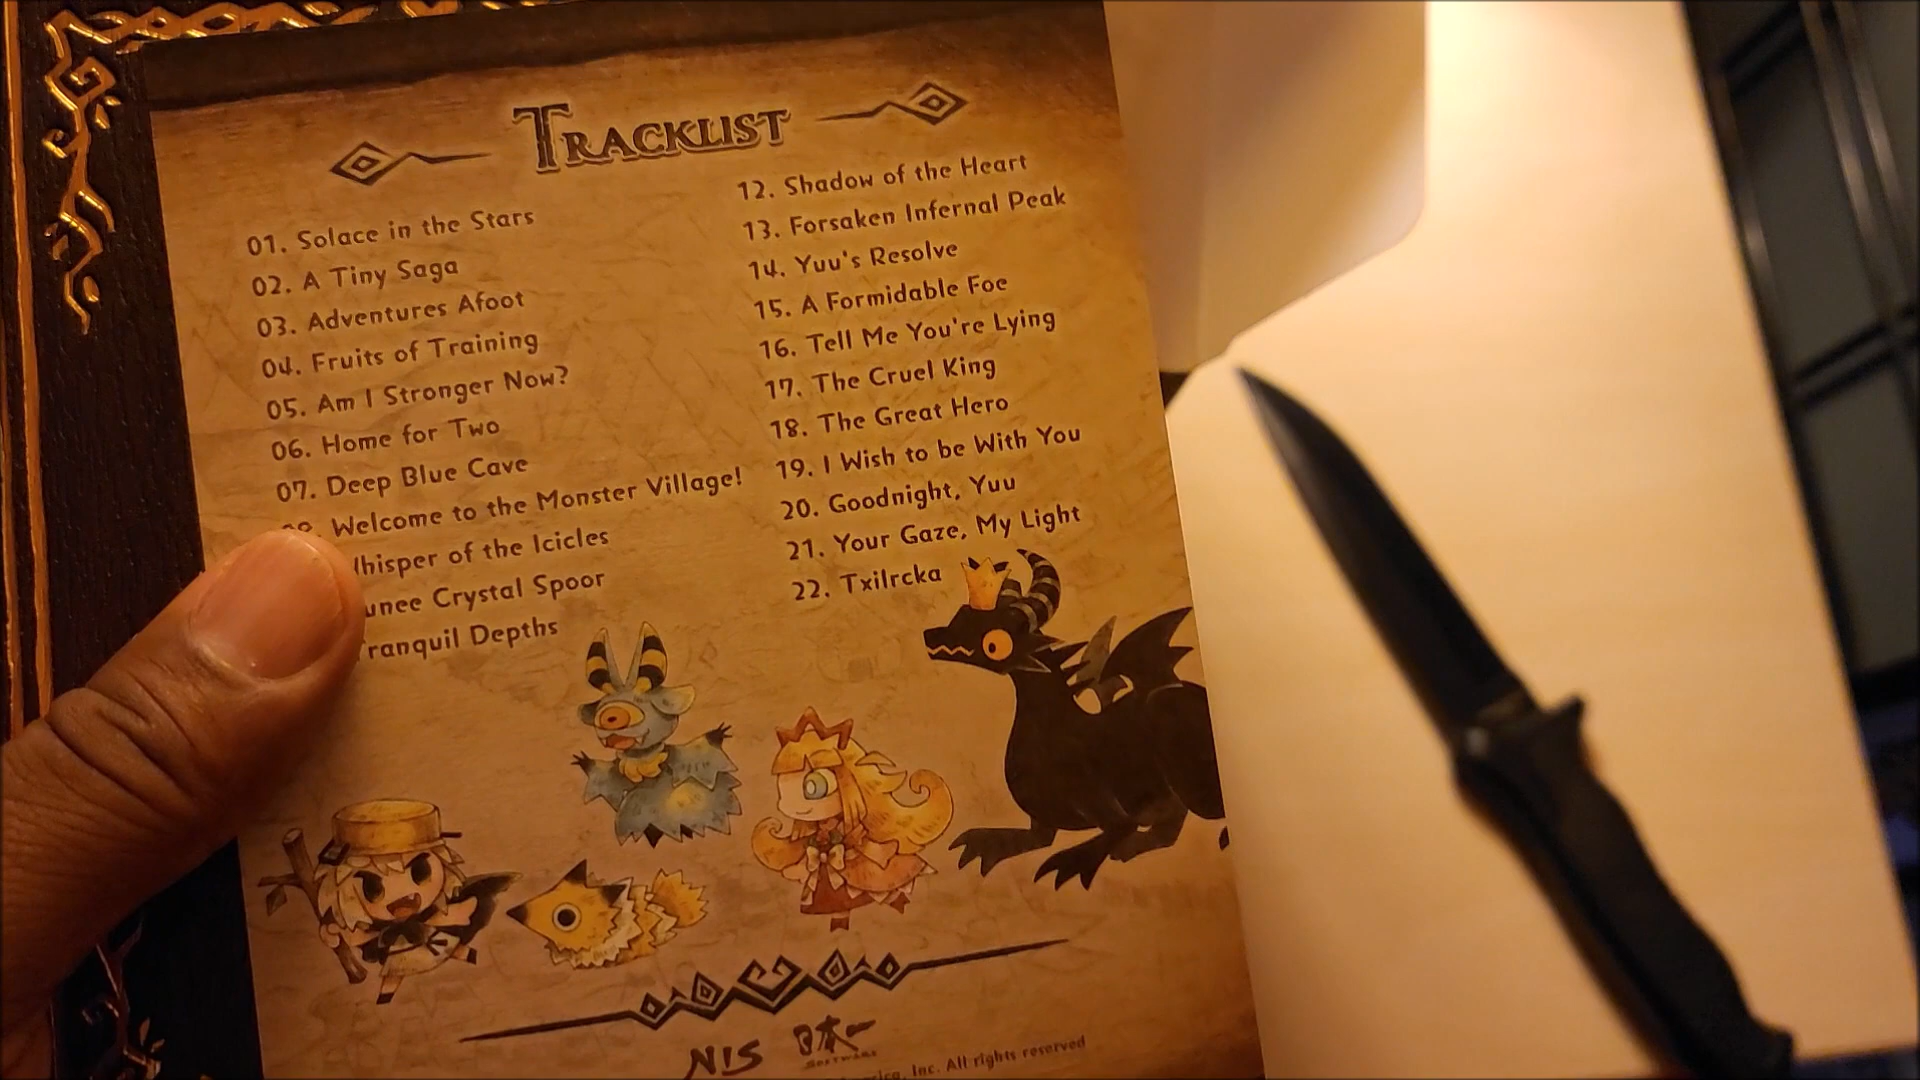 TRACKLIST
01. Solace in the Stars
02. A Tiny Saga
03. Adventures Afoot
04. Fruits of Training
05. Am I Stronger Now?
06. Home for Two
07. Deep Blue Cave
Welcome to the Monster Village!
of the Icicles
Crystal Spoor
Depths
12. Shadow of the Heart
13. Forsaken Infernal Peak
14. Yuu's Resolve
15. A Formidable Foe
16. Tell Me You're Lying
17. The Cruel King
18. The Great Hero
19. I Wish to be With You
20. Goodnight, Yuu
21. Your Gaze, My Light
22. Txilrcka
NIS 日本一
SOFTWARE
Inc. All rights reserved